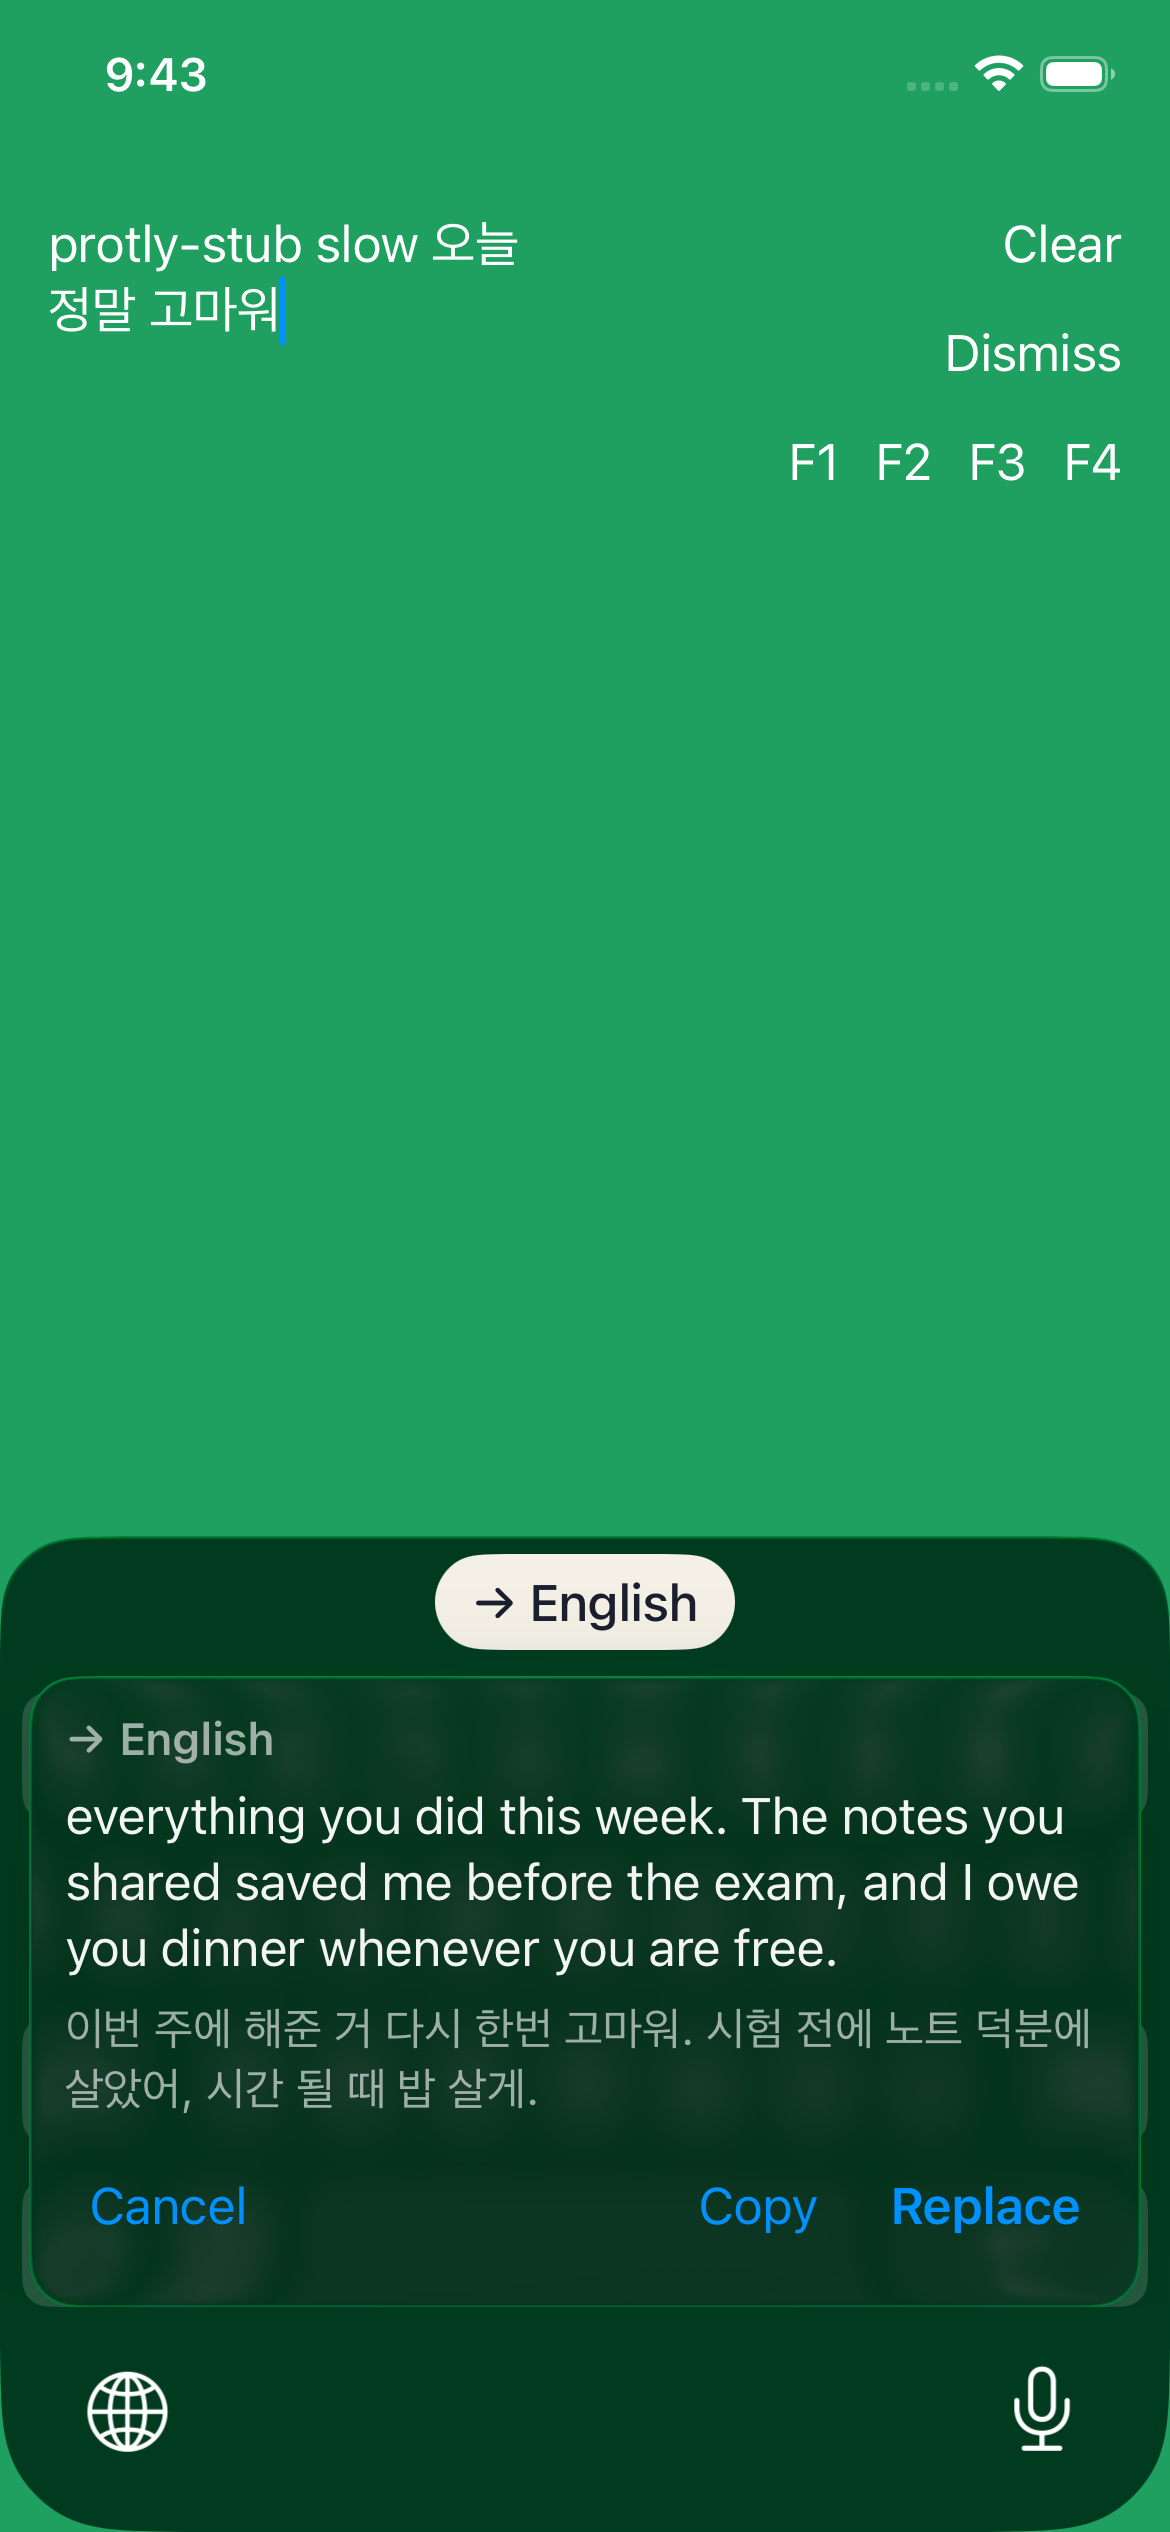 9:43
protly-stub slow 오늘
정말 고마워
Clear
Dismiss
F1 F2 F3 F4
→ English
→ English
everything you did this week. The notes you
shared saved me before the exam, and I owe
you dinner whenever you are free.
이번 주에 해준 거 다시 한번 고마워. 시험 전에 노트 덕분에
살았어, 시간 될 때 밥 살게.
Cancel
Copy
Replace